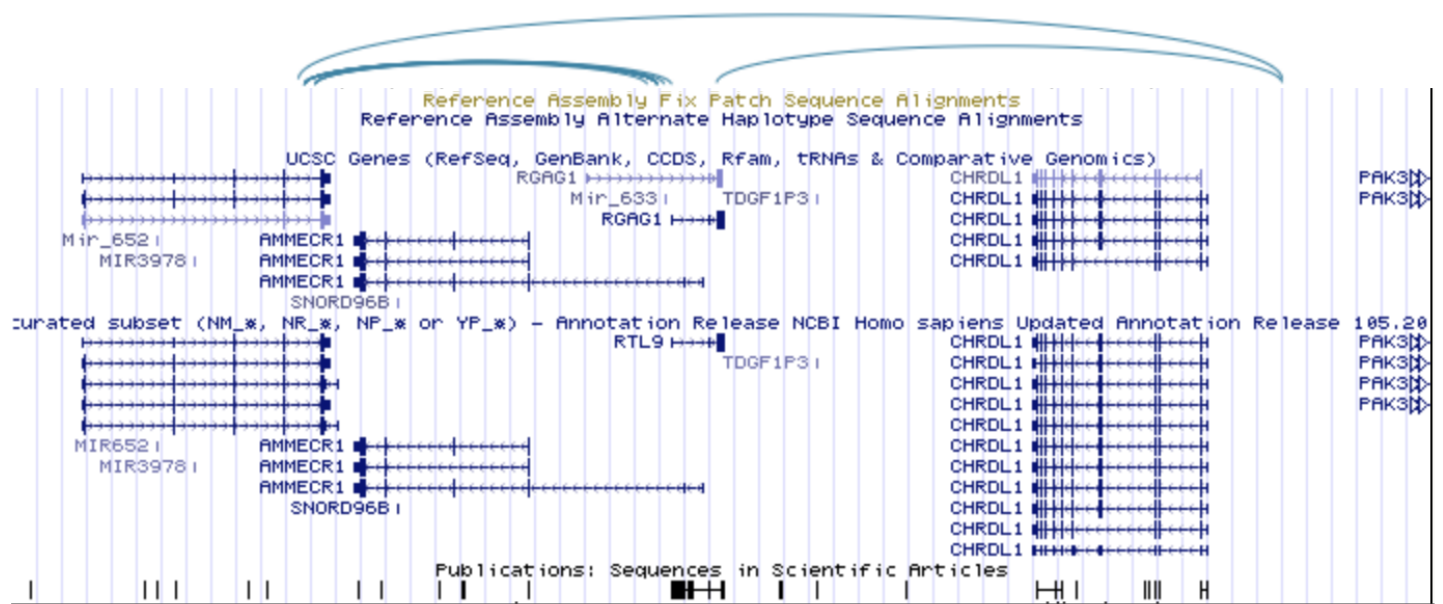 Reference Assembly Fix Patch Sequence Alignments
Reference Assembly Alternate Haplotype Sequence Alignments
UCSC Genes (RefSeq, GenBank, CCDS, Rfam, tRNAs & Comparative Genomics)
RGAG1 CHRDL1 PAK3
Mir_633 TDGF1P3 CHRDL1 PAK3
RGAG1 CHRDL1
Mir_652 AMMECR1 CHRDL1
MIR3978 AMMECR1 CHRDL1
AMMECR1
SNORD96B
curated subset (NM_*, NR_*, NP_* or YP_*) - Annotation Release NCBI Homo sapiens Updated Annotation Release 105.20
RTL9 CHRDL1 PAK3
TDGF1P3 CHRDL1 PAK3
CHRDL1 PAK3
CHRDL1 PAK3
CHRDL1
MIR652 AMMECR1 CHRDL1
MIR3978 AMMECR1 CHRDL1
AMMECR1 CHRDL1
SNORD96B CHRDL1
CHRDL1
CHRDL1
Publications: Sequences in Scientific Articles